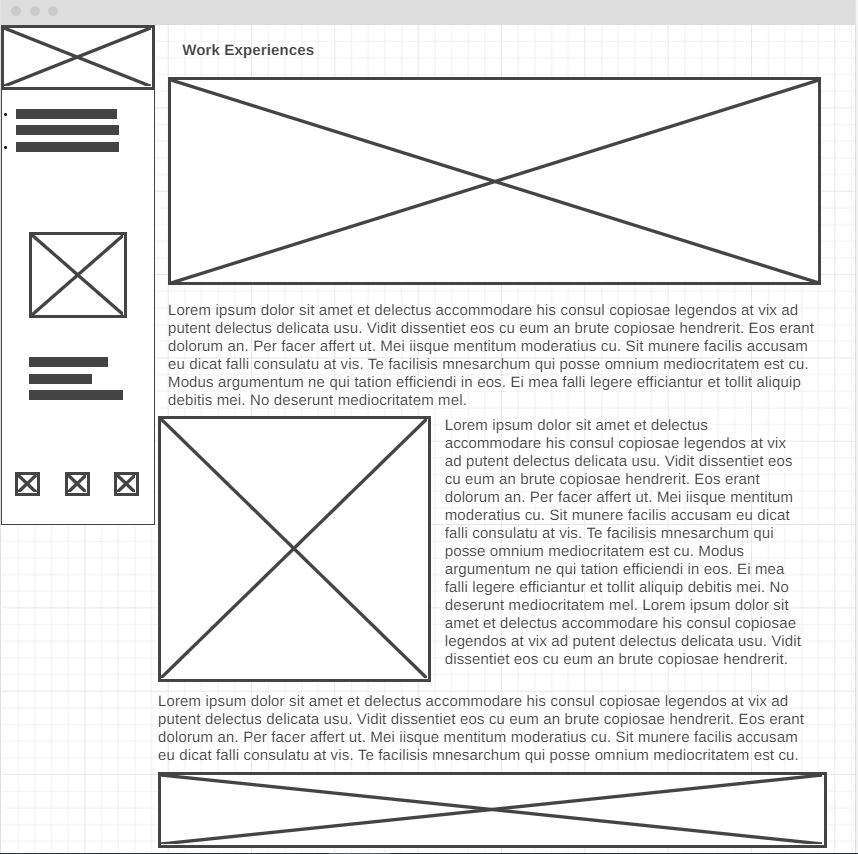 Work Experiences
Lorem ipsum dolor sit amet et delectus accommodare his consul copiosae legendos at vix ad
putent delectus delicata usu. Vidit dissentiet eos cu eum an brute copiosae hendrerit. Eos erant
dolorum an. Per facer affert ut. Mei iisque mentitum moderatius cu. Sit munere facilis accusam
eu dicat falli consulatu at vis. Te facilisis mnesarchum qui posse omnium mediocritatem est cu.
Modus argumentum ne qui tation efficiendi in eos. Ei mea falli legere efficiantur et tollit aliquip
debitis mei. No deserunt mediocritatem mel.
Lorem ipsum dolor sit amet et delectus
accommodare his consul copiosae legendos at vix
ad putent delectus delicata usu. Vidit dissentiet eos
cu eum an brute copiosae hendrerit. Eos erant
dolorum an. Per facer affert ut. Mei iisque mentitum
moderatius cu. Sit munere facilis accusam eu dicat
falli consulatu at vis. Te facilisis mnesarchum qui
posse omnium mediocritatem est cu. Modus
argumentum ne qui tation efficiendi in eos. Ei mea
falli legere efficiantur et tollit aliquip debitis mei. No
deserunt mediocritatem mel. Lorem ipsum dolor sit
amet et delectus accommodare his consul copiosae
legendos at vix ad putent delectus delicata usu. Vidit
dissentiet eos cu eum an brute copiosae hendrerit.
Lorem ipsum dolor sit amet et delectus accommodare his consul copiosae legendos at vix ad
putent delectus delicata usu. Vidit dissentiet eos cu eum an brute copiosae hendrerit. Eos erant
dolorum an. Per facer affert ut. Mei iisque mentitum moderatius cu. Sit munere facilis accusam
eu dicat falli consulatu at vis. Te facilisis mnesarchum qui posse omnium mediocritatem est cu.